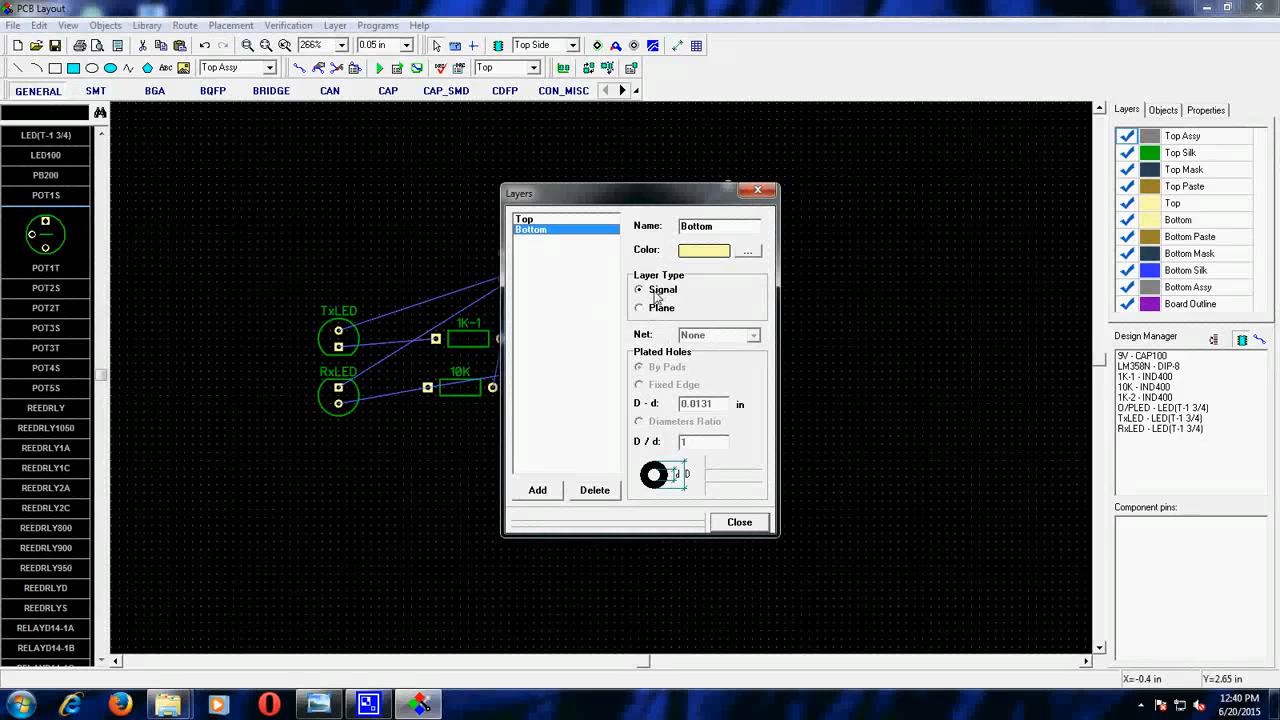 PCB Layout
File Edit View Objects Library Route Placement Verification Layer Programs Help
266% 0.05 in Top Side
Abc Top Assy Top
GENERAL SMT BGA BQFP BRIDGE CAN CAP CAP_SMD CDFP CON_MISC
LED(T-1 3/4)
LED100
PB200
POT1S
POT1T
POT2S
POT2T
POT3S
POT3T
POT4S
POT5S
REEDRLY
REEDRLY1050
REEDRLY1A
REEDRLY1C
REEDRLY2A
REEDRLY2C
REEDRLY800
REEDRLY900
REEDRLY950
REEDRLYD
REEDRLYS
RELAYD14-1A
RELAYD14-1B
RELAYD14-1C
TxLED
1K-1
RxLED
10K
Layers
Top
Bottom
Add Delete
Name: Bottom
Color: ...
Layer Type
Signal
Plane
Net: None
Plated Holes
By Pads
Fixed Edge
D - d: 0.0131 in
Diameters Ratio
D / d: 1
d D
Close
Layers Objects Properties
Top Assy
Top Silk
Top Mask
Top Paste
Top
Bottom
Bottom Paste
Bottom Mask
Bottom Silk
Bottom Assy
Board Outline
Design Manager
9V - CAP100
LM358N - DIP-8
1K-1 - IND400
10K - IND400
1K-2 - IND400
O/PLED - LED(T-1 3/4)
TxLED - LED(T-1 3/4)
RxLED - LED(T-1 3/4)
Component pins:
X=-0.4 in Y=2.65 in
12:40 PM
6/20/2015